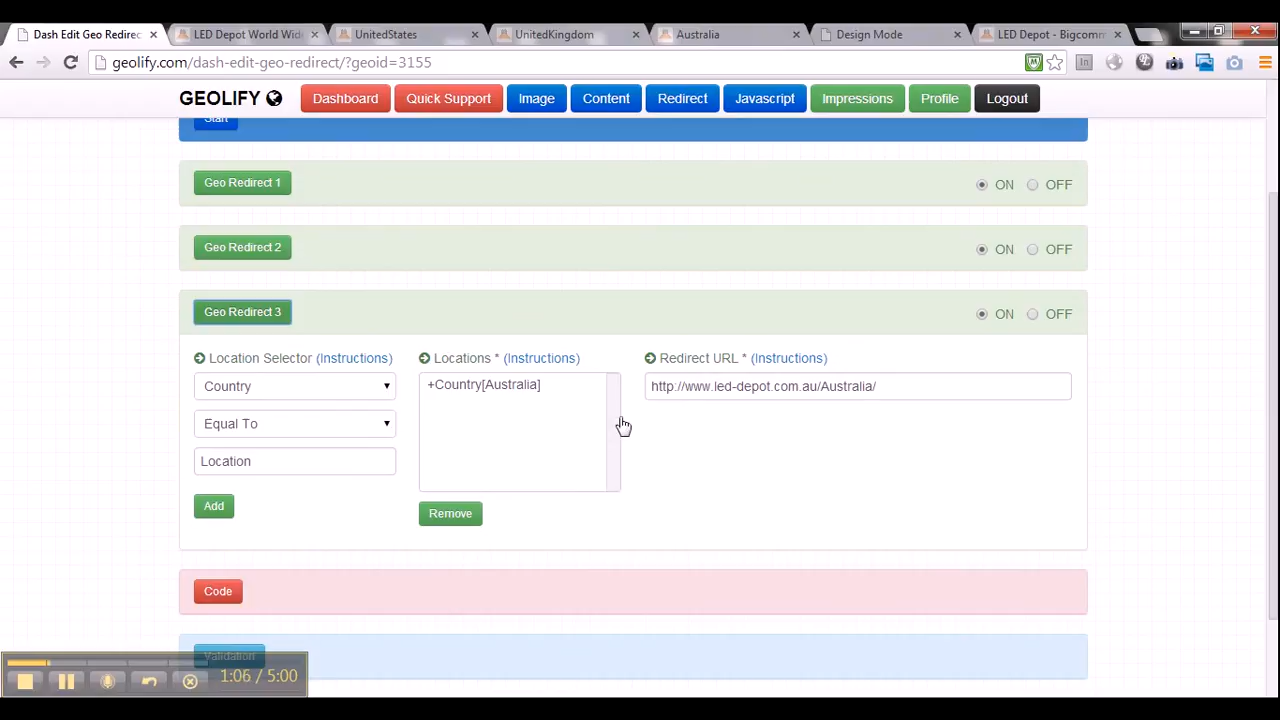 Dash Edit Geo Redirec
LED Depot World Wid
UnitedStates
UnitedKingdom
Australia
Design Mode
LED Depot - Bigcomm
geolify.com/dash-edit-geo-redirect/?geoid=3155
GEOLIFY Dashboard Quick Support Image Content Redirect Javascript Impressions Profile Logout
Start
Geo Redirect 1 ON OFF
Geo Redirect 2 ON OFF
Geo Redirect 3 ON OFF
Location Selector (Instructions) Locations * (Instructions) Redirect URL * (Instructions)
Country +Country[Australia] http://www.led-depot.com.au/Australia/
Equal To
Location
Add Remove
Code
Validation
1:06 / 5:00